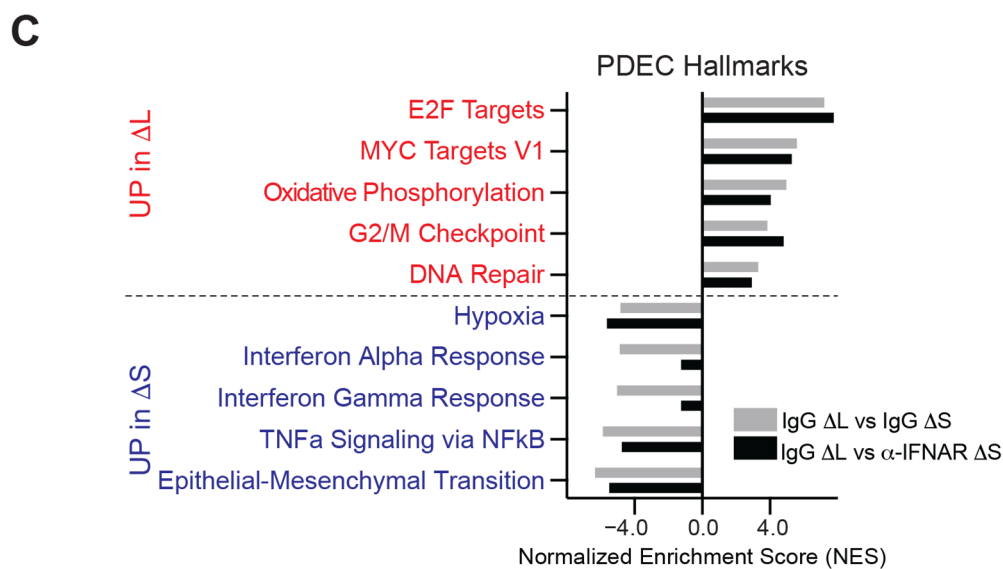 C
PDEC Hallmarks
UP in ΔL
E2F Targets
MYC Targets V1
Oxidative Phosphorylation
G2/M Checkpoint
DNA Repair
UP in ΔS
Hypoxia
Interferon Alpha Response
Interferon Gamma Response
TNFa Signaling via NFkB
Epithelial-Mesenchymal Transition
IgG ΔL vs IgG ΔS
IgG ΔL vs α-IFNAR ΔS
−4.0 0.0 4.0
Normalized Enrichment Score (NES)